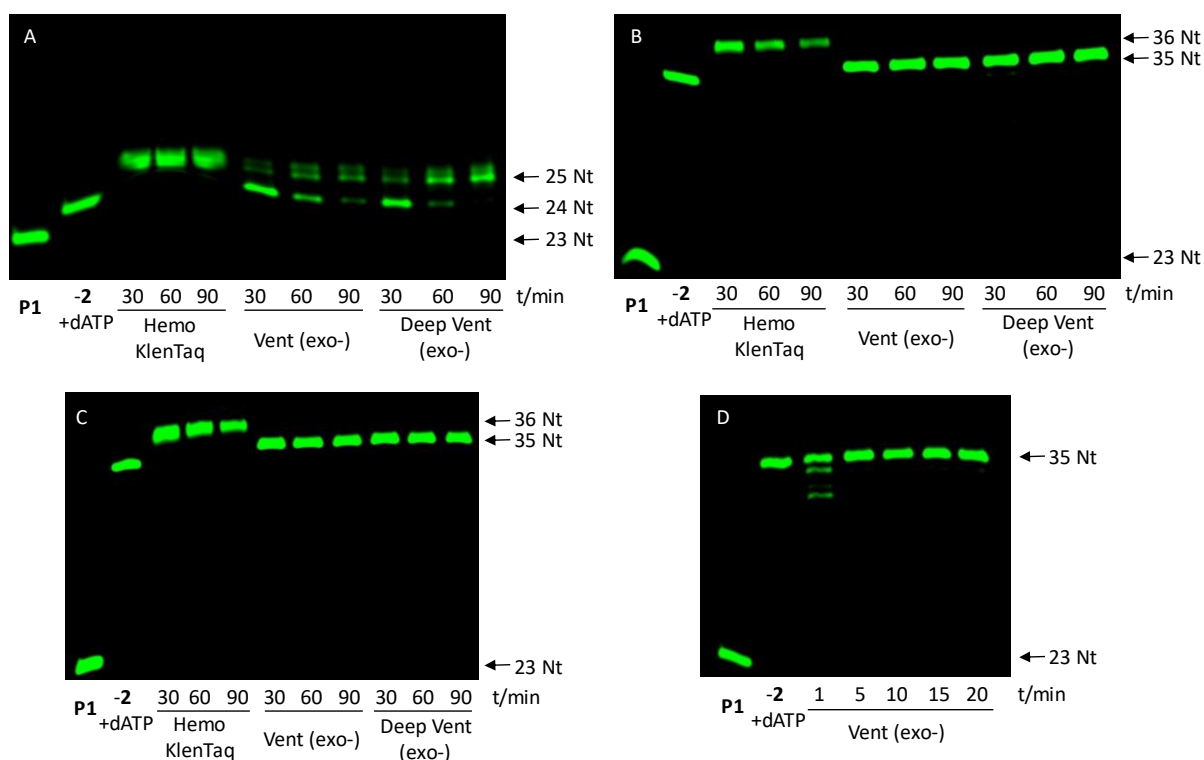 A
25 Nt
24 Nt
23 Nt
P1 -2 30 60 90 30 60 90 30 60 90 t/min
+dATP Hemo Vent (exo-) Deep Vent
KlenTaq (exo-)
B
36 Nt
35 Nt
23 Nt
P1 -2 30 60 90 30 60 90 30 60 90 t/min
+dATP Hemo Vent (exo-) Deep Vent
KlenTaq (exo-)
C
36 Nt
35 Nt
23 Nt
P1 -2 30 60 90 30 60 90 30 60 90 t/min
+dATP Hemo Vent (exo-) Deep Vent
KlenTaq (exo-)
D
35 Nt
23 Nt
P1 -2 1 5 10 15 20 t/min
+dATP Vent (exo-)